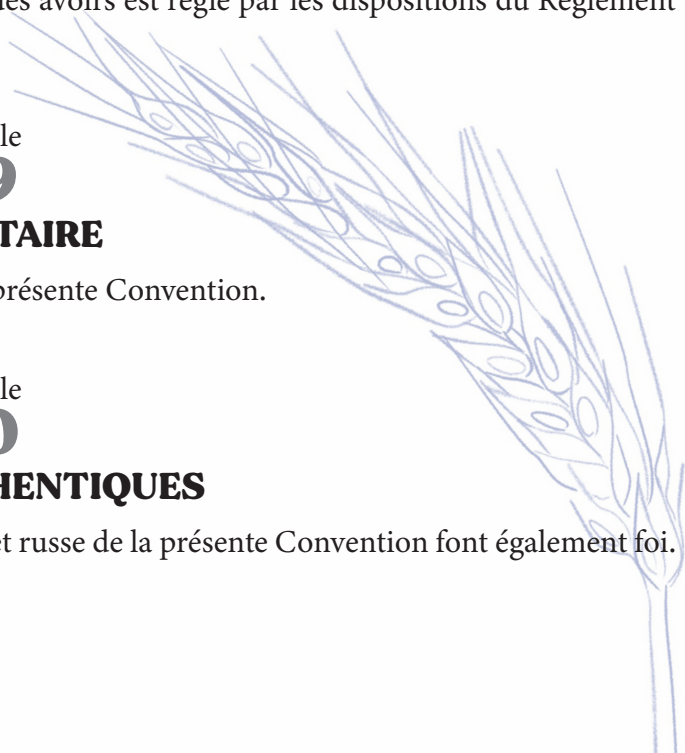 des avoirs est réglé par les dispositions du Règlement
le
9
TAIRE
présente Convention.
le
0
HENTIQUES
et russe de la présente Convention font également foi.